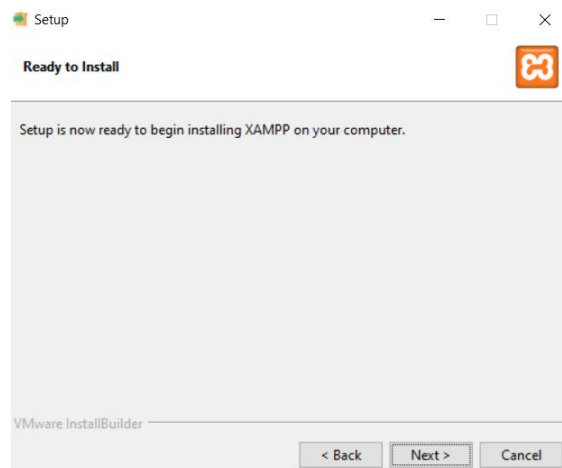 Setup
Ready to Install
Setup is now ready to begin installing XAMPP on your computer.
VMware InstallBuilder
< Back
Next >
Cancel